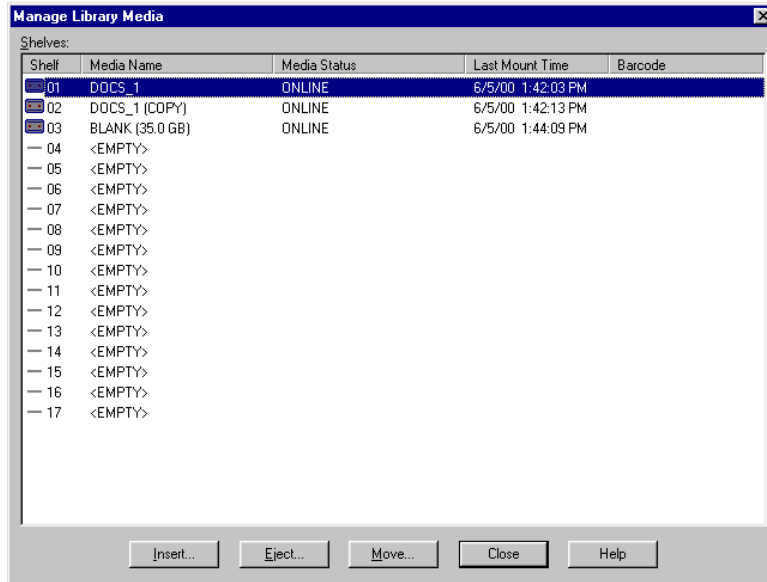 Manage Library Media
Shelves:
Shelf Media Name Media Status Last Mount Time Barcode
01 DOCS_1 ONLINE 6/5/00 1:42:03 PM
02 DOCS_1 (COPY) ONLINE 6/5/00 1:42:13 PM
03 BLANK (35.0 GB) ONLINE 6/5/00 1:44:09 PM
04 <EMPTY>
05 <EMPTY>
06 <EMPTY>
07 <EMPTY>
08 <EMPTY>
09 <EMPTY>
10 <EMPTY>
11 <EMPTY>
12 <EMPTY>
13 <EMPTY>
14 <EMPTY>
15 <EMPTY>
16 <EMPTY>
17 <EMPTY>
Insert... Eject... Move... Close Help